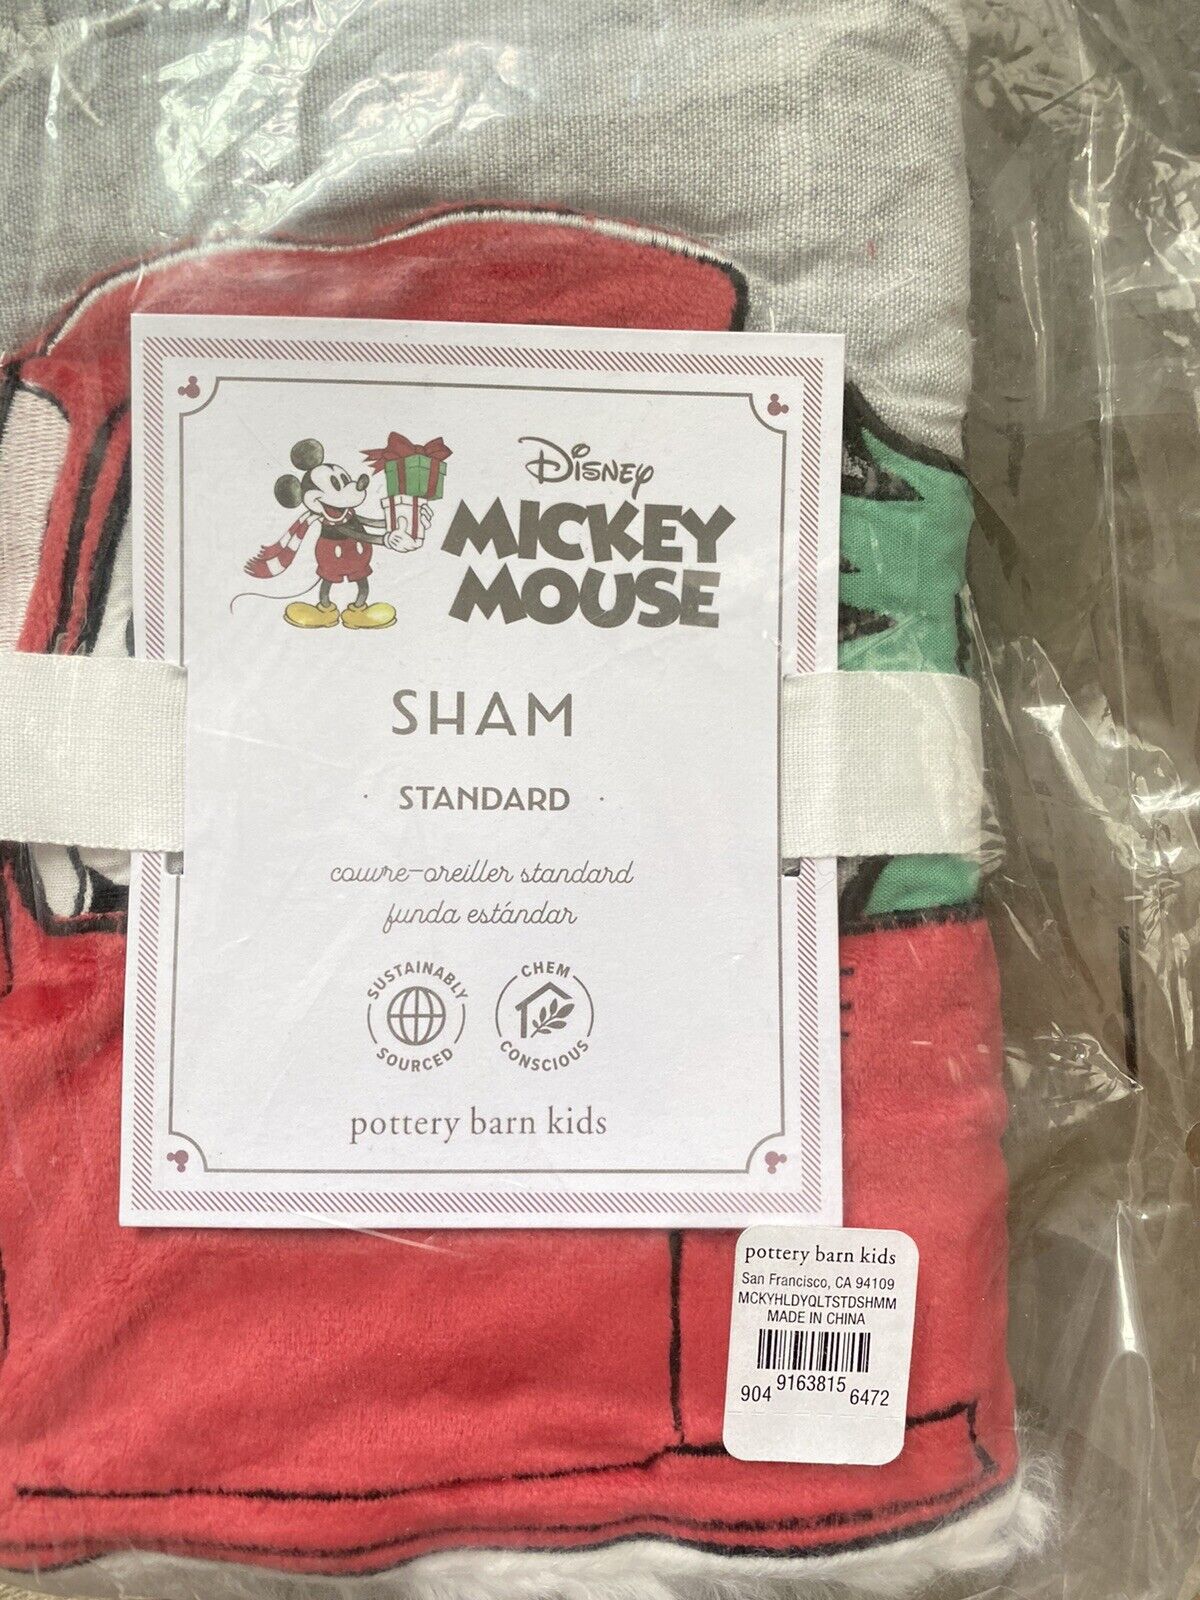 Disney
MICKEY
MOUSE
SHAM
· STANDARD ·
couvre-oreiller standard
funda estándar
SUSTAINABLY
SOURCED
CHEM
CONSCIOUS
pottery barn kids
pottery barn kids
San Francisco, CA 94109
MCKYHLDYQLTSTDSHMM
MADE IN CHINA
904 9163815 6472